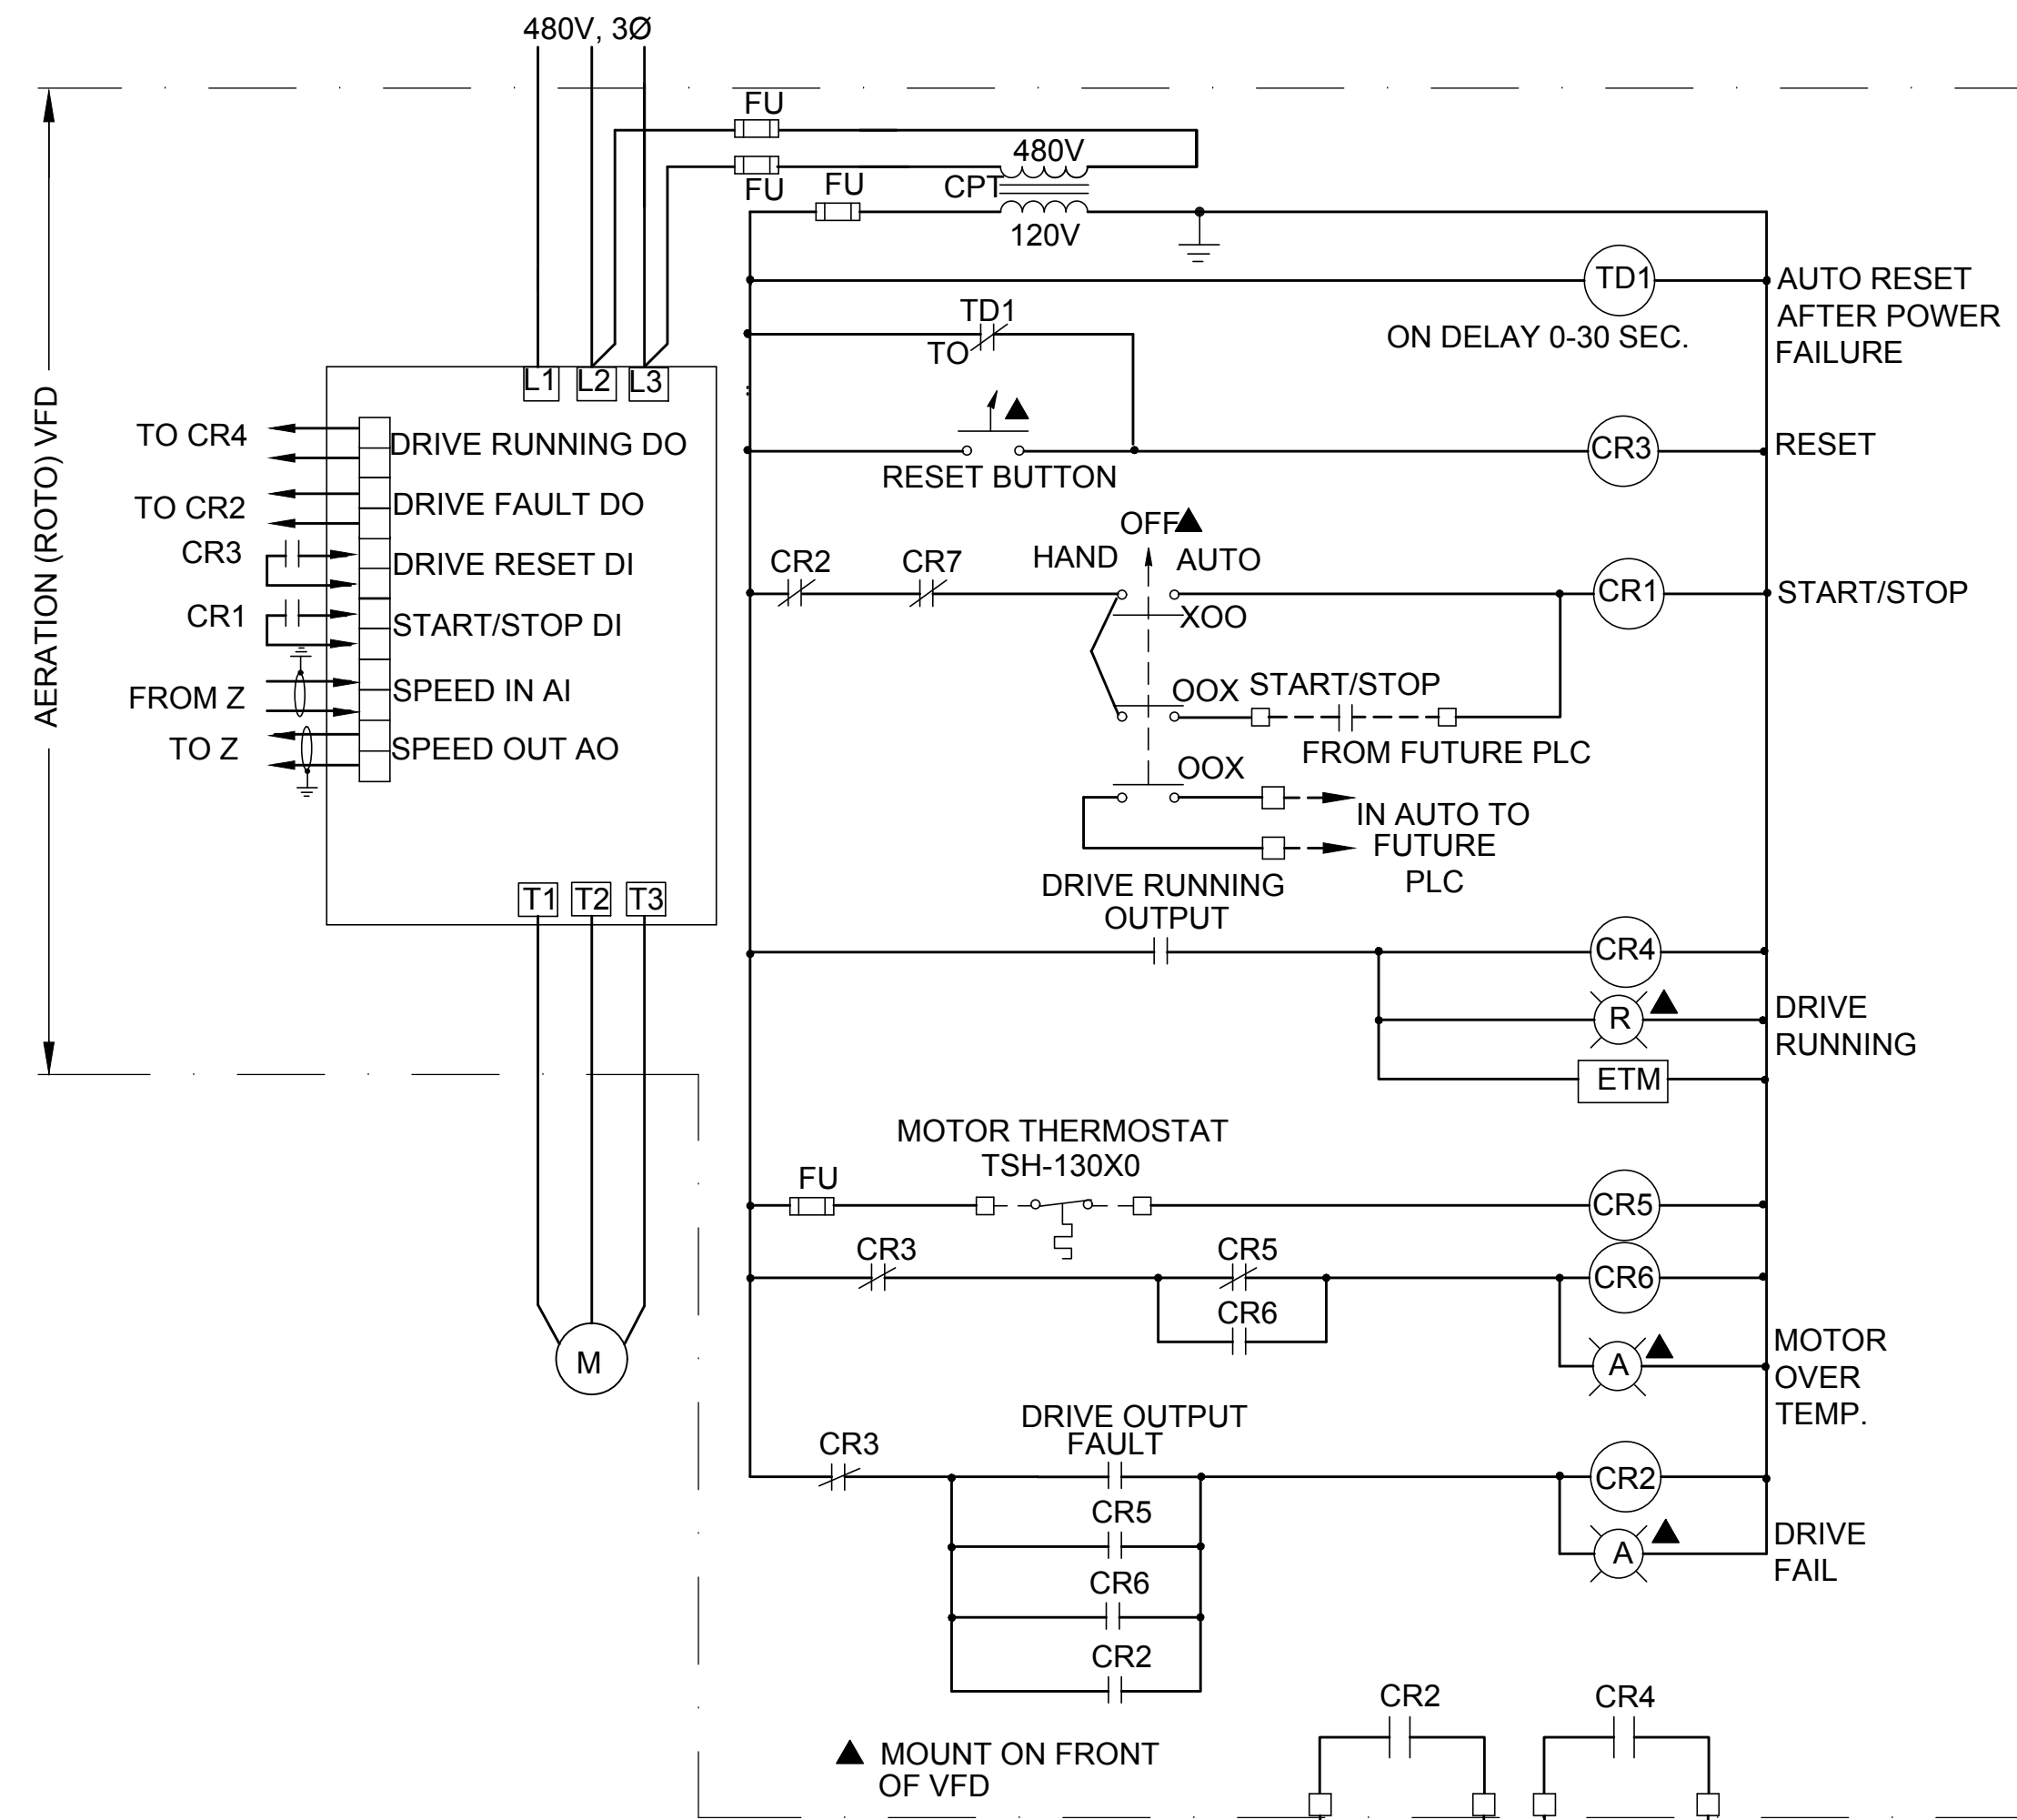 480V, 3Ø
FU
480V
FU
FU
CPT
120V
TD1
AUTO RESET
AFTER POWER
FAILURE
ON DELAY 0-30 SEC.
TD1
TO
L1
L2
L3
AERATION (ROTO) VFD
TO CR4
DRIVE RUNNING DO
TO CR2
DRIVE FAULT DO
CR3
DRIVE RESET DI
CR1
START/STOP DI
FROM Z
SPEED IN AI
TO Z
SPEED OUT AO
T1
T2
T3
M
RESET BUTTON
CR3
RESET
OFF
HAND
AUTO
CR2
CR7
XOO
CR1
START/STOP
OOX
START/STOP
FROM FUTURE PLC
OOX
IN AUTO TO
FUTURE
PLC
DRIVE RUNNING
OUTPUT
CR4
R
DRIVE
RUNNING
ETM
MOTOR THERMOSTAT
TSH-130X0
FU
CR5
CR3
CR5
CR6
CR6
A
MOTOR
OVER
TEMP.
DRIVE OUTPUT
FAULT
CR3
CR2
CR5
CR6
CR2
A
DRIVE
FAIL
CR2
CR4
▲ MOUNT ON FRONT
OF VFD